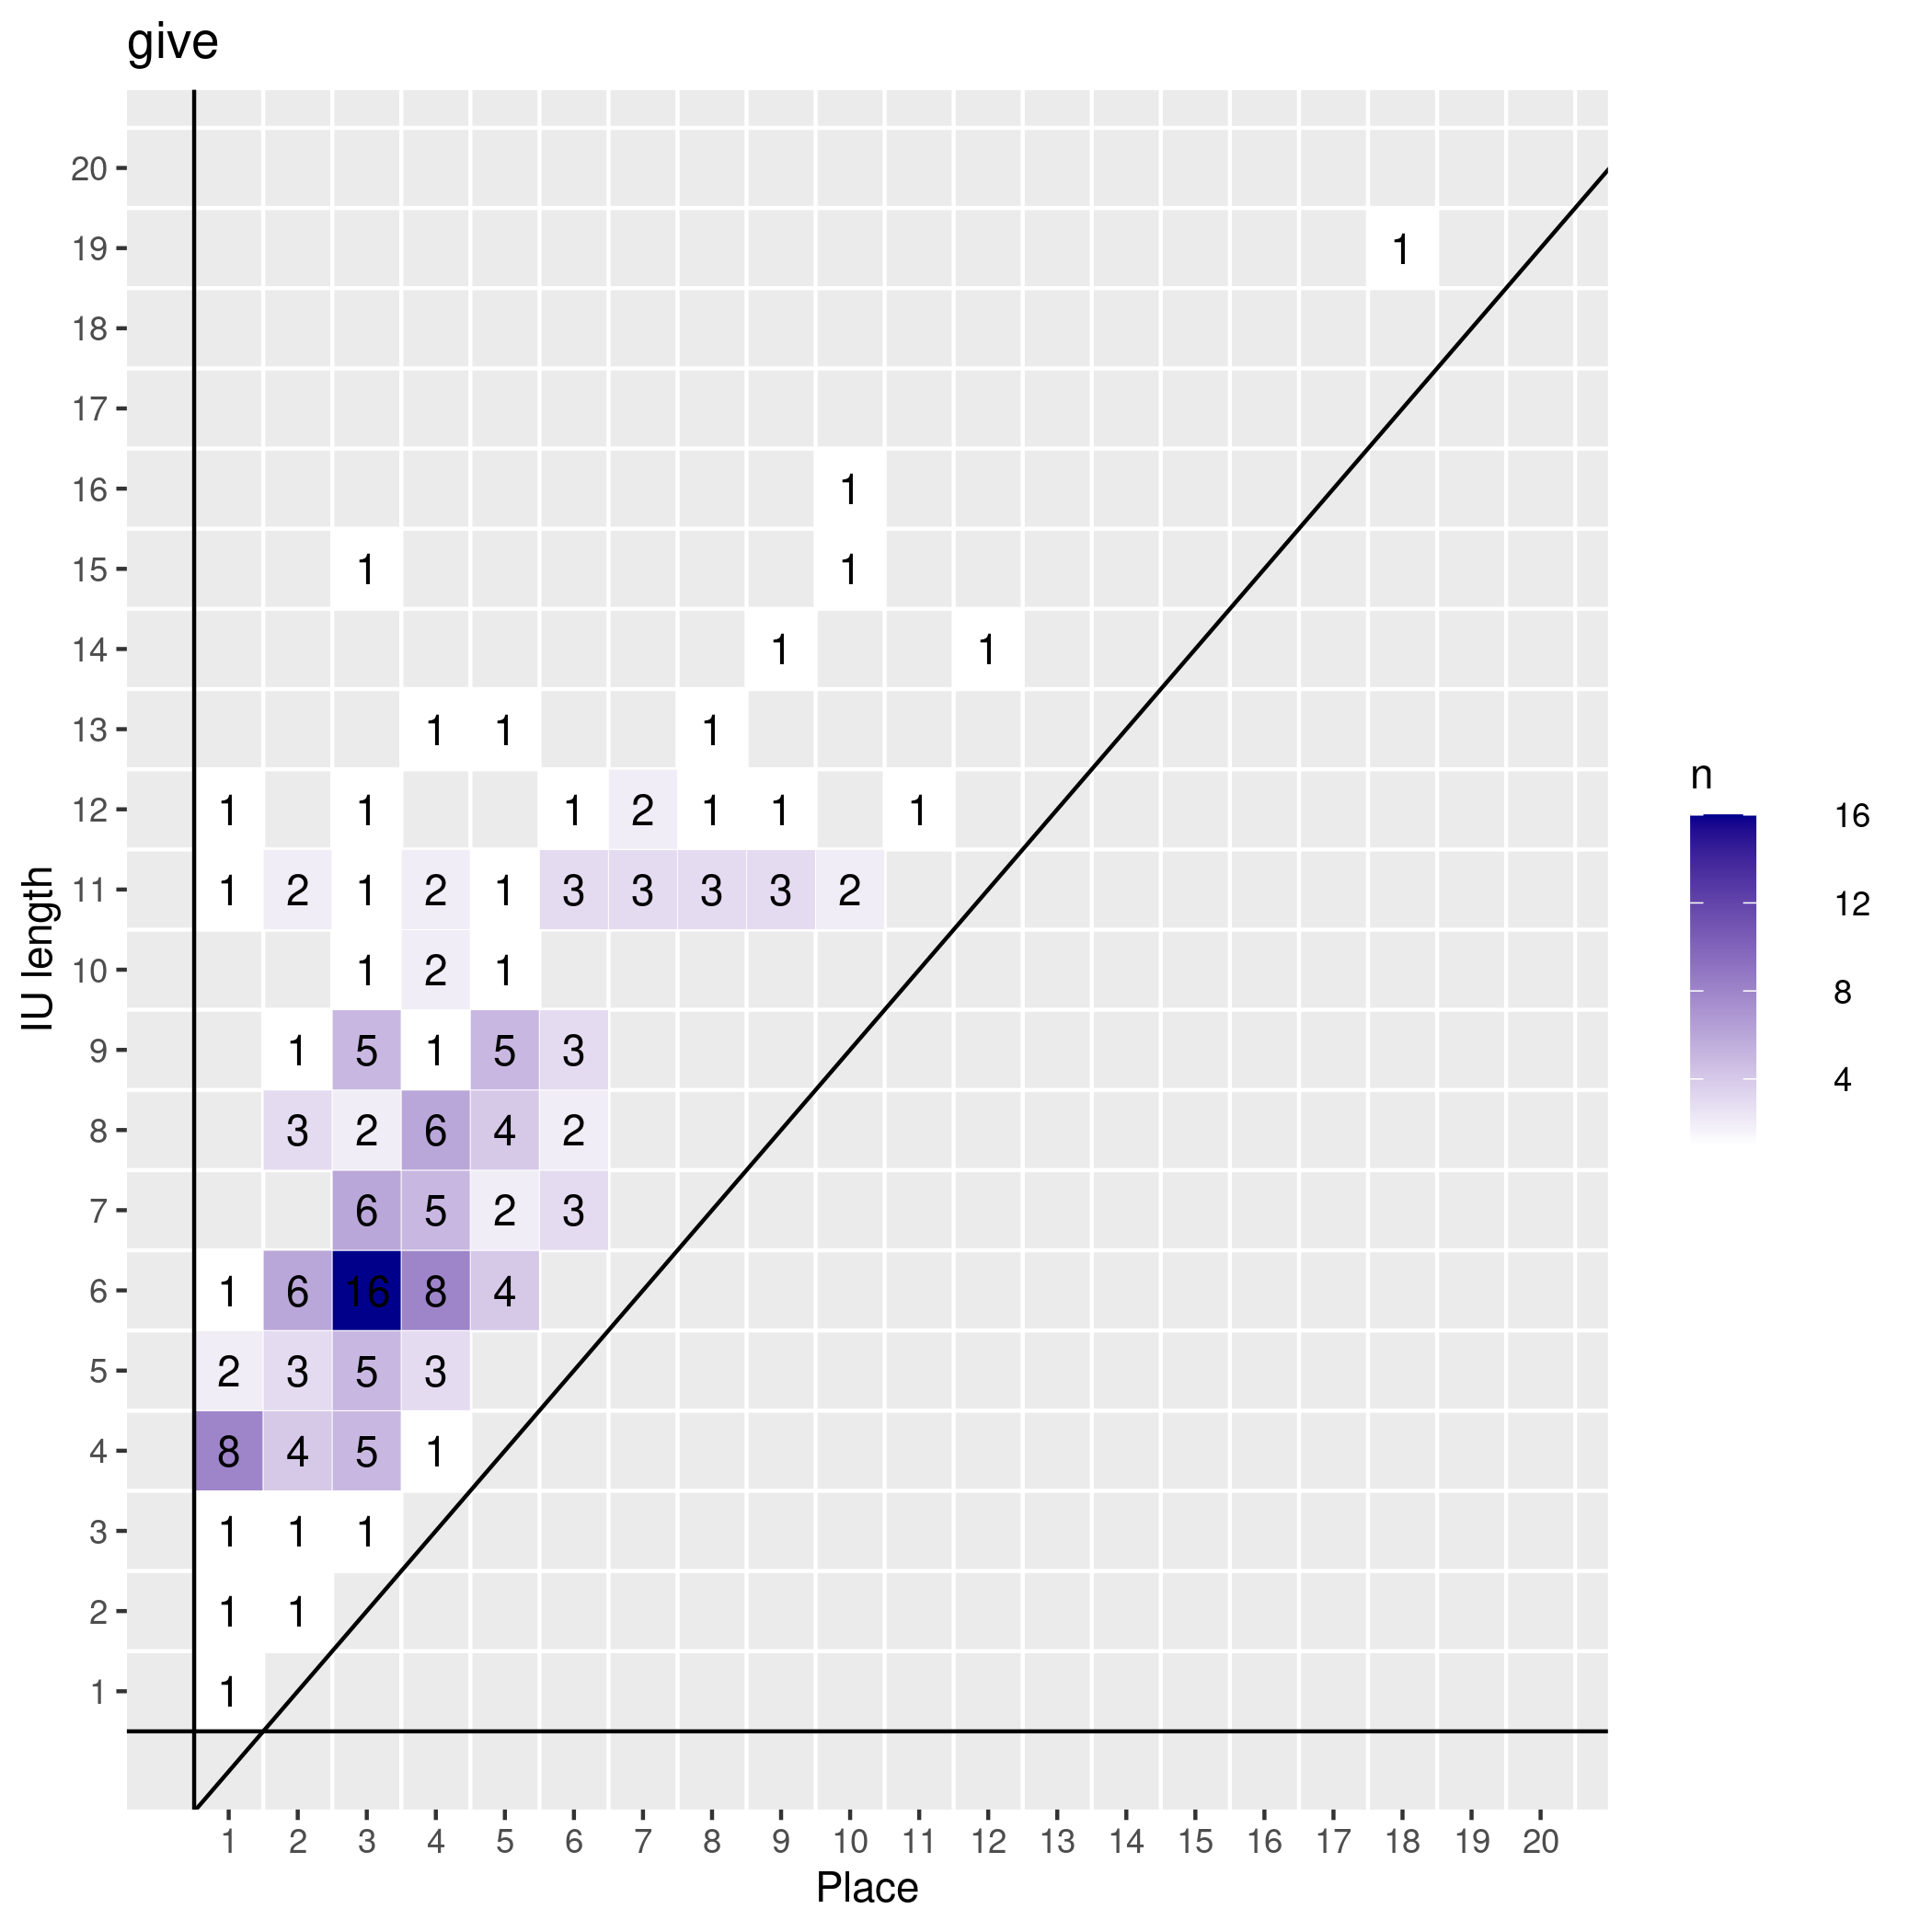 give
20
19 1
18
17
16 1
15 1 1
14 1 1
13 1 1 1
12 1 1 1 2 1 1 1
11 1 2 1 2 1 3 3 3 3 2
10 1 2 1
9 1 5 1 5 3
8 3 2 6 4 2
7 6 5 2 3
6 1 6 16 8 4
5 2 3 5 3
4 8 4 5 1
3 1 1 1
2 1 1
1 1
1 2 3 4 5 6 7 8 9 10 11 12 13 14 15 16 17 18 19 20
Place
IU length
n
16
12
8
4